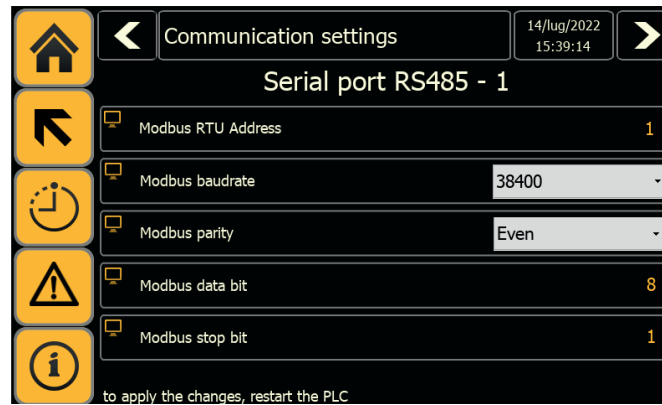 Communication settings
14/lug/2022
15:39:14
Serial port RS485 - 1
Modbus RTU Address
1
Modbus baudrate
38400
Modbus parity
Even
Modbus data bit
8
Modbus stop bit
1
to apply the changes, restart the PLC